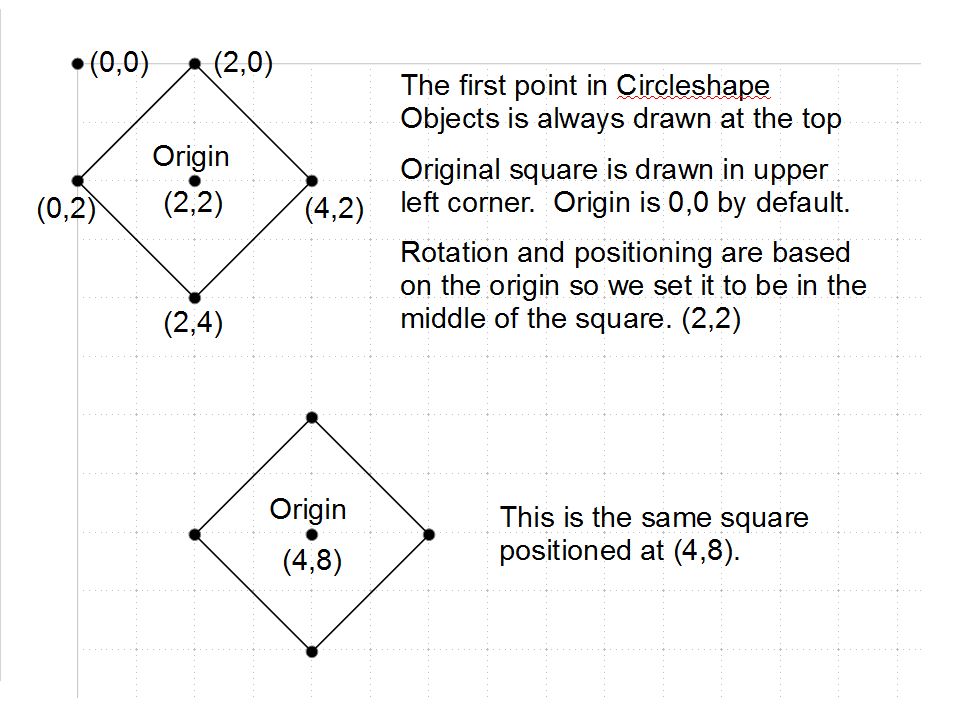 (0,0)
(2,0)
The first point in Circleshape
Objects is always drawn at the top
Origin
Original square is drawn in upper
(0,2)
(2,2)
(4,2)
left corner.  Origin is 0,0 by default.
Rotation and positioning are based
on the origin so we set it to be in the
middle of the square. (2,2)
(2,4)
Origin
(4,8)
This is the same square
positioned at (4,8).